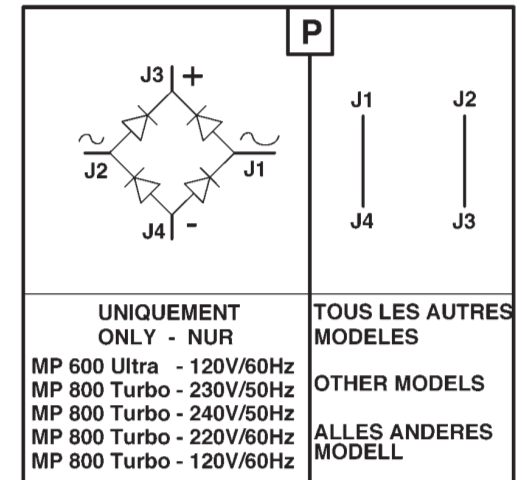 P
J3 +
J2
J1
J4 -
J1 J2
J4 J3
UNIQUEMENT
ONLY - NUR
MP 600 Ultra - 120V/60Hz
MP 800 Turbo - 230V/50Hz
MP 800 Turbo - 240V/50Hz
MP 800 Turbo - 220V/60Hz
MP 800 Turbo - 120V/60Hz
TOUS LES AUTRES
MODELES
OTHER MODELS
ALLES ANDERES
MODELL